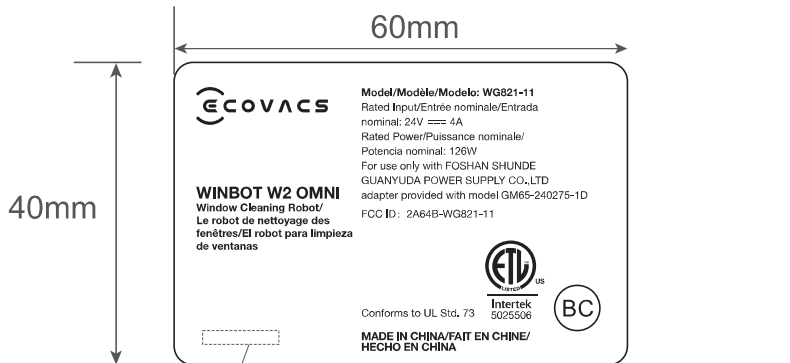 60mm
40mm
ECOVACS
WINBOT W2 OMNI
Window Cleaning Robot/
Le robot de nettoyage des
fenêtres/El robot para limpieza
de ventanas
Model/Modèle/Modelo: WG821-11
Rated Input/Entrée nominale/Entrada
nominal: 24V ⎓ 4A
Rated Power/Puissance nominale/
Potencia nominal: 126W
For use only with FOSHAN SHUNDE
GUANYUDA POWER SUPPLY CO.,LTD
adapter provided with model GM65-240275-1D
FCC ID: 2A64B-WG821-11
ETL
LISTED
US
Intertek
5025506
BC
Conforms to UL Std. 73
MADE IN CHINA/FAIT EN CHINE/
HECHO EN CHINA